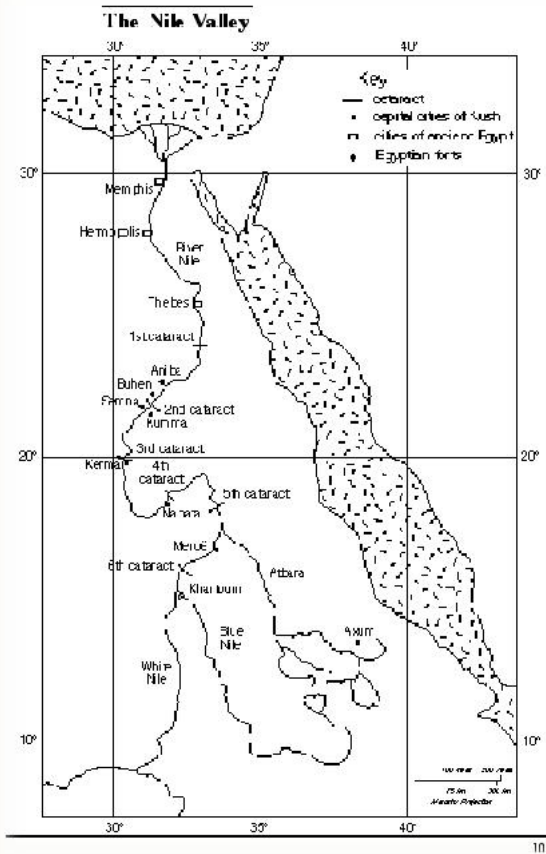 The Nile Valley
30° 35° 40°
Key
cataract
capital cities of Kush
cities of ancient Egypt
Egyptian forts
30° 30°
Memphis
Hermopolis
River
Nile
Thebes
1st cataract
Aniba
Buhen
Semna
2nd cataract
Kumma
20° 20°
3rd cataract
Kerma
4th
cataract
5th cataract
Napata
Meroë
6th cataract
Atbara
Khartoum
Blue
Nile
Axum
White
Nile
10° 10°
Mercator Projection
30° 35° 40°
10